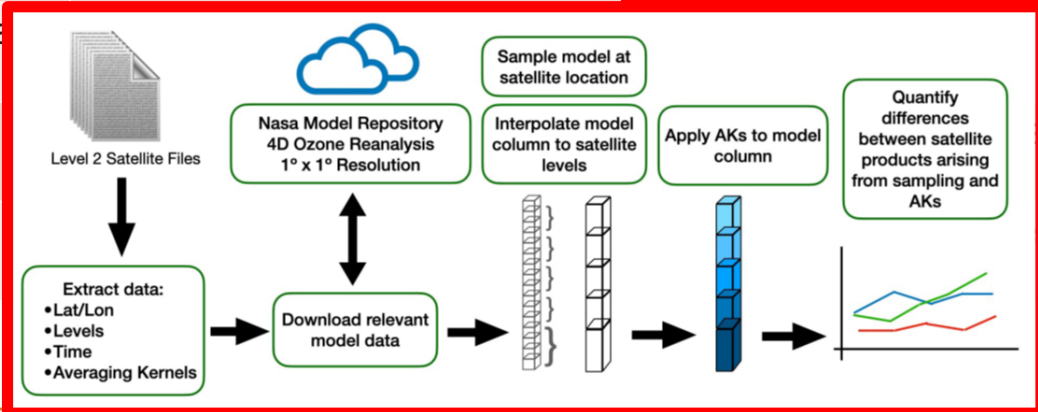 Level 2 Satellite Files
Extract data:
•Lat/Lon
•Levels
•Time
•Averaging Kernels
Nasa Model Repository
4D Ozone Reanalysis
1° x 1° Resolution
Download relevant
model data
Sample model at
satellite location
Interpolate model
column to satellite
levels
Apply AKs to model
column
Quantify
differences
between satellite
products arising
from sampling and
AKs